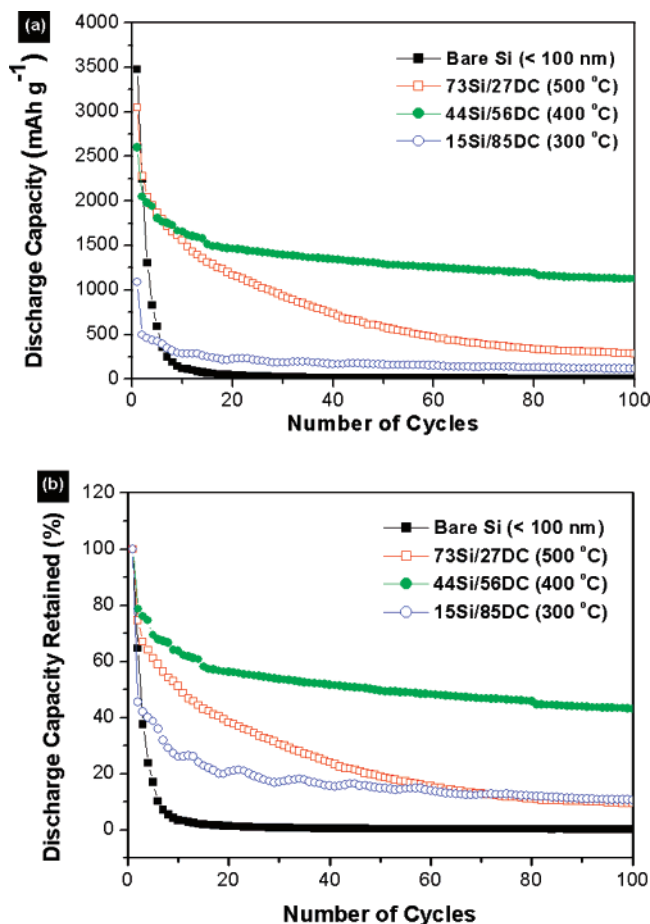 (a)
4000
3500
3000
2500
2000
1500
1000
500
0
Discharge Capacity (mAh g⁻¹)
Bare Si (< 100 nm)
73Si/27DC (500 °C)
44Si/56DC (400 °C)
15Si/85DC (300 °C)
0 20 40 60 80 100
Number of Cycles
(b)
120
100
80
60
40
20
0
Discharge Capacity Retained (%)
Bare Si (< 100 nm)
73Si/27DC (500 °C)
44Si/56DC (400 °C)
15Si/85DC (300 °C)
0 20 40 60 80 100
Number of Cycles